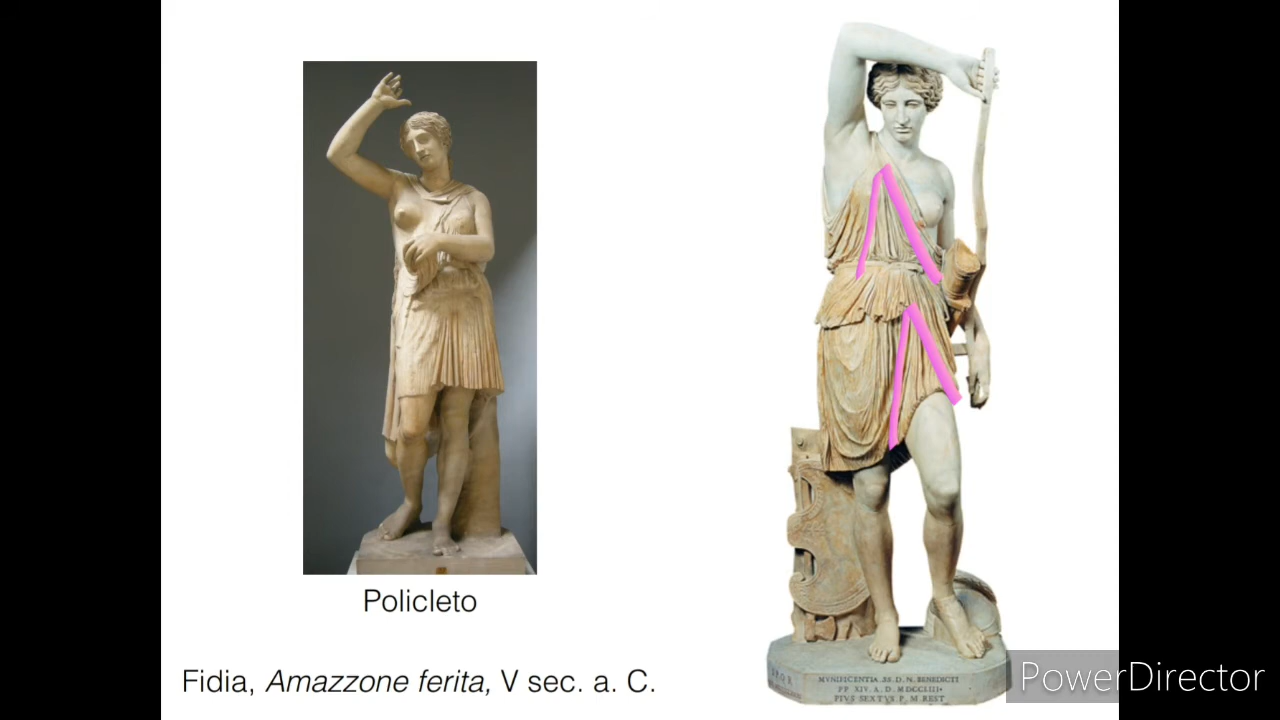 Policleto
Fidia, Amazzone ferita, V sec. a. C.
MVNIFICENTIA SS D. N. BENEDICTI
PP XIV. A. D. MDCCLIII
PIVS SEXTVS P. M. REST
PowerDirector